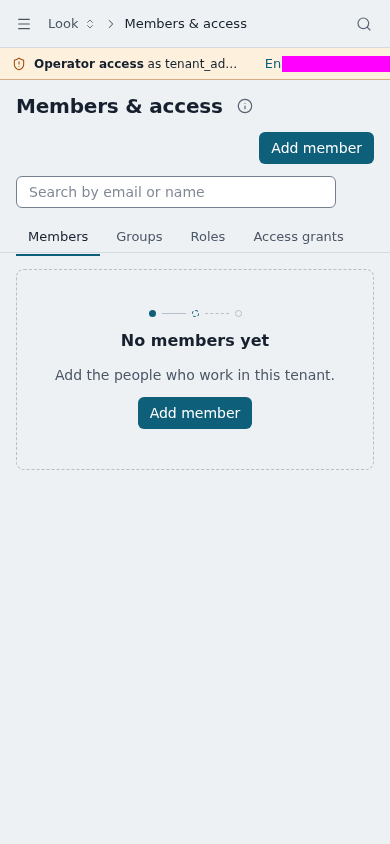 Look > Members & access
Operator access as tenant_ad… En
Members & access
Add member
Search by email or name
Members Groups Roles Access grants
No members yet
Add the people who work in this tenant.
Add member